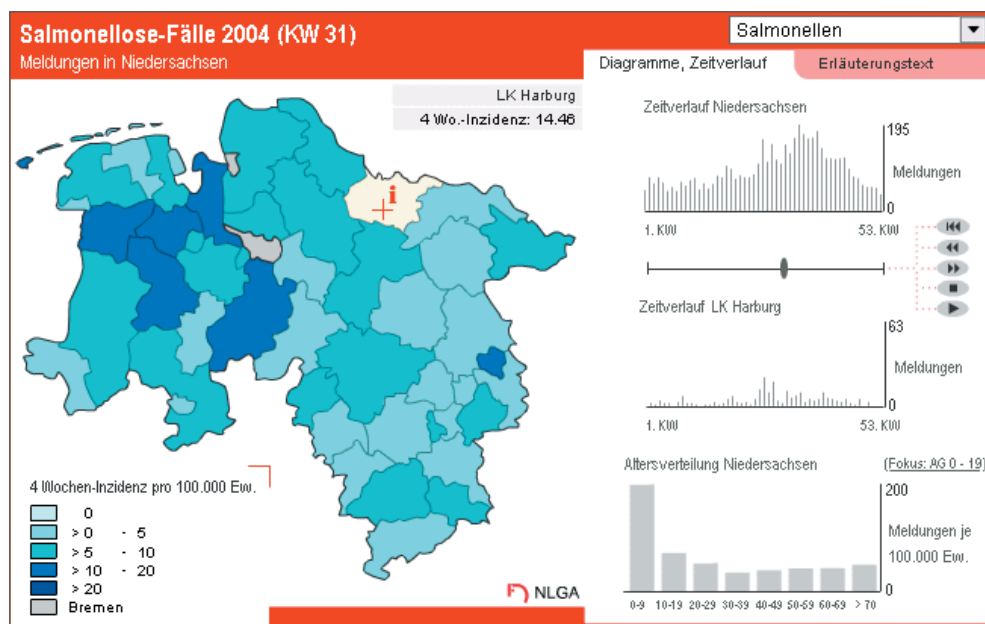 Salmonellose-Fälle 2004 (KW 31)
Meldungen in Niedersachsen
Salmonellen
Diagramme, Zeitverlauf
Erläuterungstext
LK Harburg
4 Wo.-Inzidenz: 14.46
i
Zeitverlauf Niedersachsen
195
Meldungen
0
1. KW
53. KW
Zeitverlauf LK Harburg
63
Meldungen
0
1. KW
53. KW
Altersverteilung Niedersachsen
(Fokus: AG 0 - 19)
200
Meldungen je
100.000 Ew.
0
0-9 10-19 20-29 30-39 40-49 50-59 60-69 > 70
4 Wochen-Inzidenz pro 100.000 Ew.
0
> 0 - 5
> 5 - 10
> 10 - 20
> 20
Bremen
NLGA